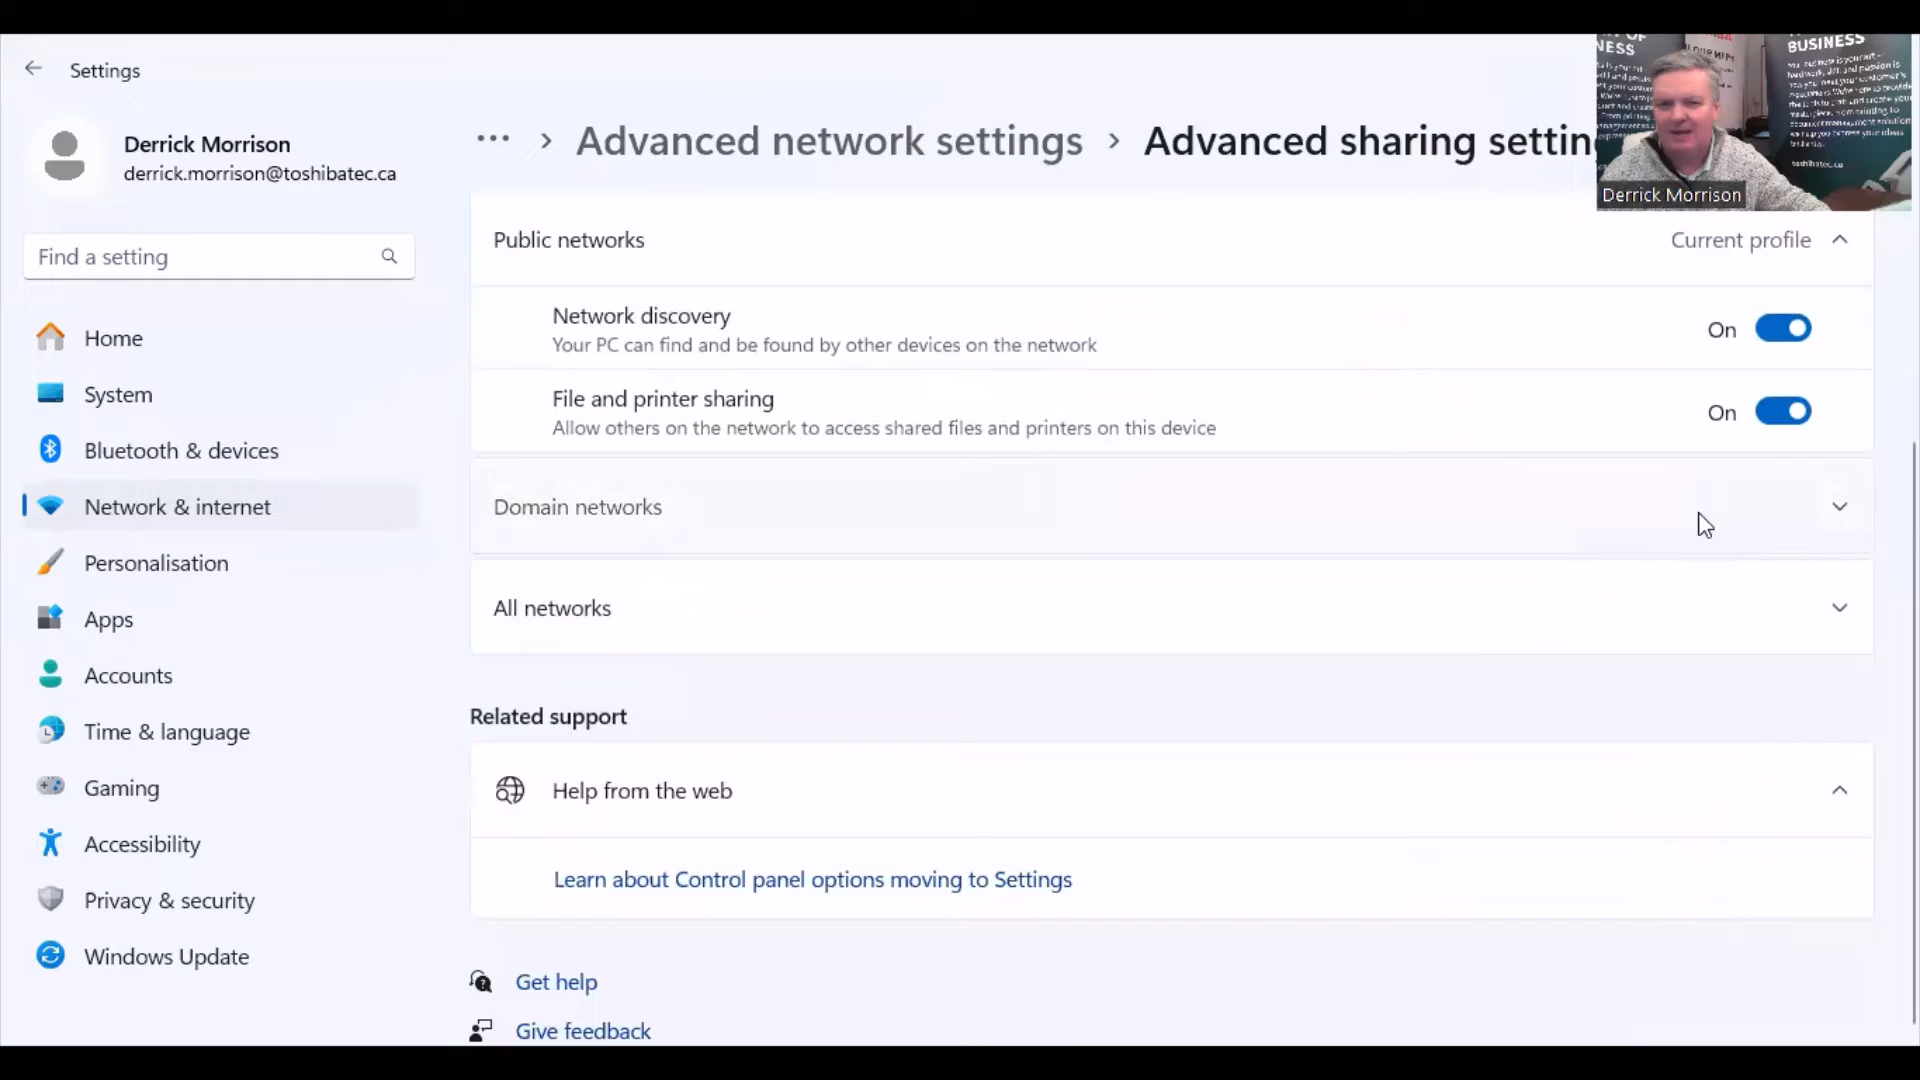 Settings
Derrick Morrison
derrick.morrison@toshibatec.ca
Find a setting
Home
System
Bluetooth & devices
Network & internet
Personalisation
Apps
Accounts
Time & language
Gaming
Accessibility
Privacy & security
Windows Update
... > Advanced network settings > Advanced sharing settin
Public networks
Current profile
Network discovery
Your PC can find and be found by other devices on the network
On
File and printer sharing
Allow others on the network to access shared files and printers on this device
On
Domain networks
All networks
Related support
Help from the web
Learn about Control panel options moving to Settings
Get help
Give feedback
BUSINESS
toshibatec.ca
Derrick Morrison